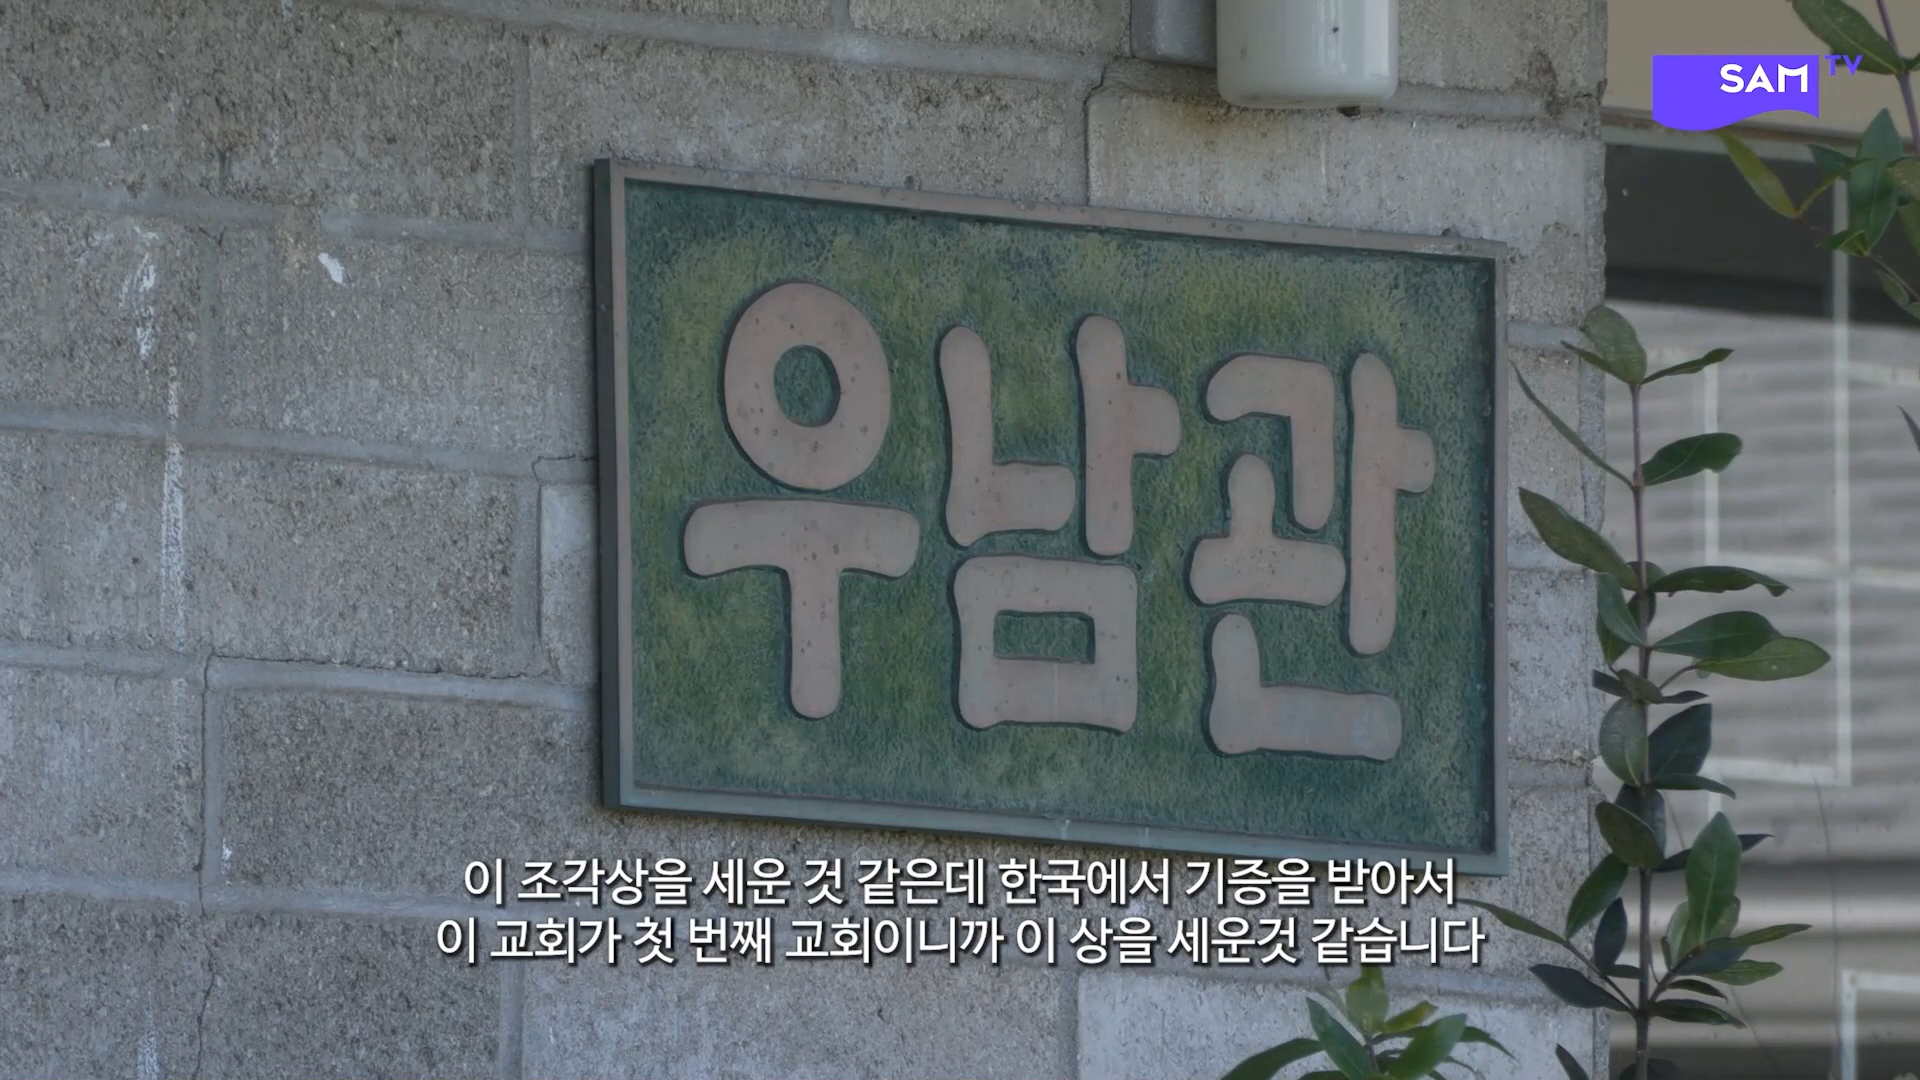 SAM TV
우남관
이 조각상을 세운 것 같은데 한국에서 기증을 받아서
이 교회가 첫 번째 교회이니까 이 상을 세운것 같습니다